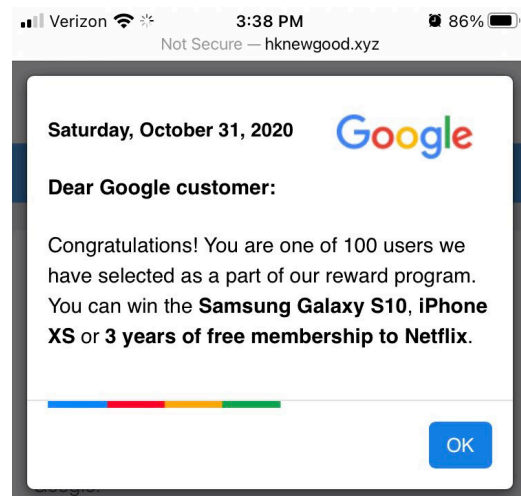 Verizon 3:38 PM 86%
Not Secure — hknewgood.xyz
Saturday, October 31, 2020 Google
Dear Google customer:
Congratulations! You are one of 100 users we
have selected as a part of our reward program.
You can win the Samsung Galaxy S10, iPhone
XS or 3 years of free membership to Netflix.
OK
Google.